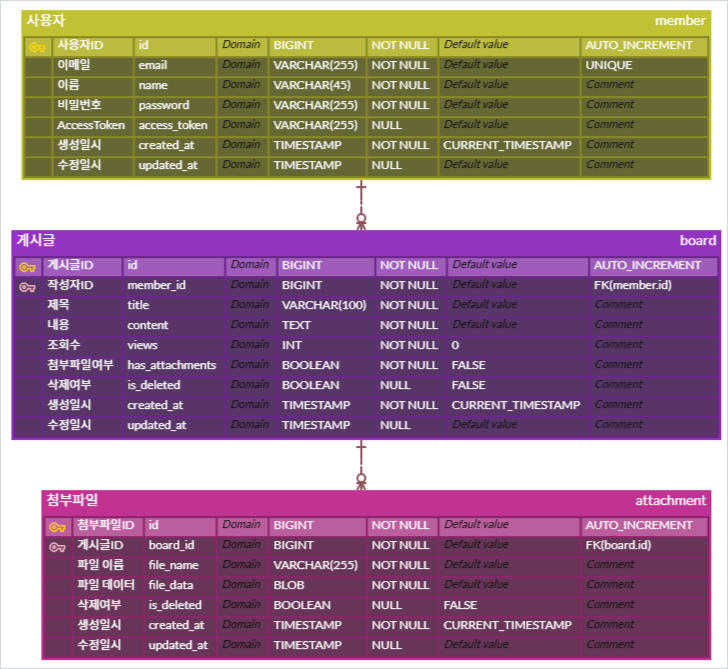 사용자 member
사용자ID id Domain BIGINT NOT NULL Default value AUTO_INCREMENT
이메일 email Domain VARCHAR(255) NOT NULL Default value UNIQUE
이름 name Domain VARCHAR(45) NOT NULL Default value Comment
비밀번호 password Domain VARCHAR(255) NOT NULL Default value Comment
AccessToken access_token Domain VARCHAR(255) NULL Default value Comment
생성일시 created_at Domain TIMESTAMP NOT NULL CURRENT_TIMESTAMP Comment
수정일시 updated_at Domain TIMESTAMP NULL Default value Comment
게시글 board
게시글ID id Domain BIGINT NOT NULL Default value AUTO_INCREMENT
작성자ID member_id Domain BIGINT NOT NULL Default value FK(member.id)
제목 title Domain VARCHAR(100) NOT NULL Default value Comment
내용 content Domain TEXT NOT NULL Default value Comment
조회수 views Domain INT NOT NULL 0 Comment
첨부파일여부 has_attachments Domain BOOLEAN NOT NULL FALSE Comment
삭제여부 is_deleted Domain BOOLEAN NULL FALSE Comment
생성일시 created_at Domain TIMESTAMP NOT NULL CURRENT_TIMESTAMP Comment
수정일시 updated_at Domain TIMESTAMP NULL Default value Comment
첨부파일 attachment
첨부파일ID id Domain BIGINT NOT NULL Default value AUTO_INCREMENT
게시글ID board_id Domain BIGINT NOT NULL Default value FK(board.id)
파일 이름 file_name Domain VARCHAR(255) NOT NULL Default value Comment
파일 데이터 file_data Domain BLOB NOT NULL Default value Comment
삭제여부 is_deleted Domain BOOLEAN NULL FALSE Comment
생성일시 created_at Domain TIMESTAMP NOT NULL CURRENT_TIMESTAMP Comment
수정일시 updated_at Domain TIMESTAMP NULL Default value Comment